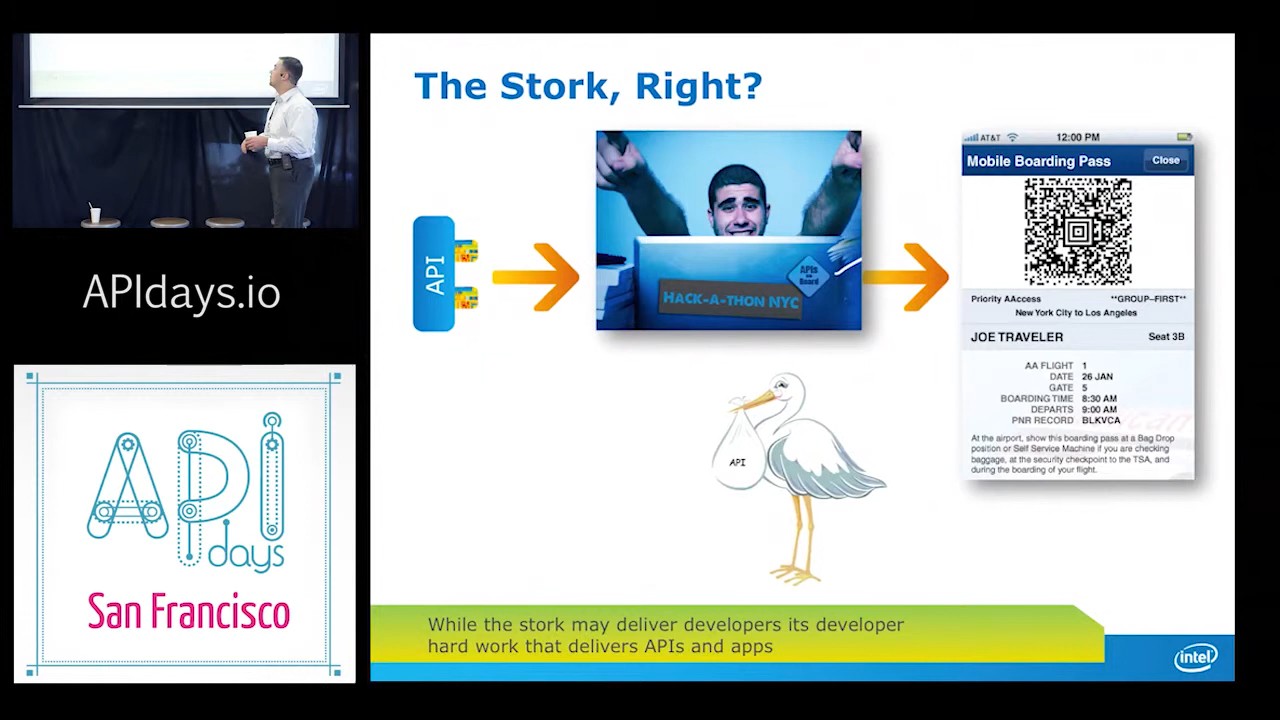 APIdays.io
API
days
San Francisco
The Stork, Right?
API
APIs
on
Board
HACK-A-THON NYC
AT&T
12:00 PM
Mobile Boarding Pass
Close
Priority AAccess
**GROUP-FIRST**
New York City to Los Angeles
JOE TRAVELER
Seat 3B
AA FLIGHT 1
DATE 26 JAN
GATE 5
BOARDING TIME 8:30 AM
DEPARTS 9:00 AM
PNR RECORD BLKVCA
At the airport, show this boarding pass at a Bag Drop
position or Self Service Machine if you are checking
baggage, at the security checkpoint to the TSA, and
during the boarding of your flight.
API
While the stork may deliver developers its developer
hard work that delivers APIs and apps
intel